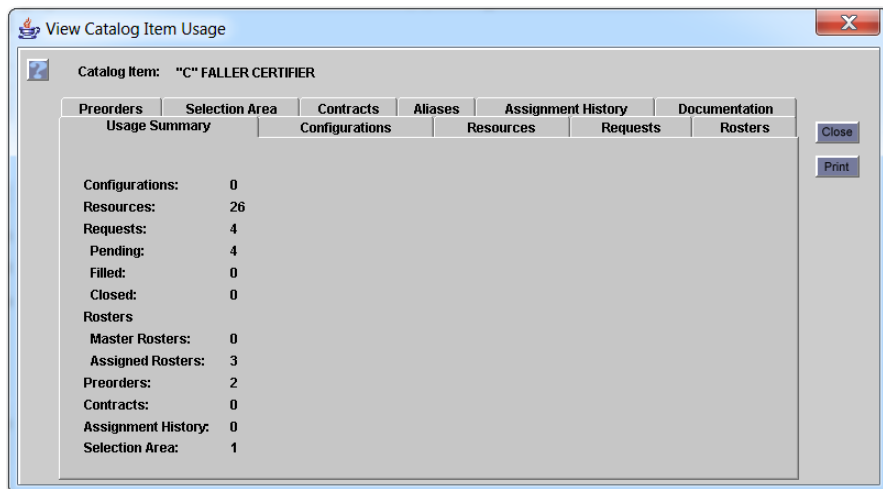 View Catalog Item Usage
X
?
Catalog Item: "C" FALLER CERTIFIER
Preorders Selection Area Contracts Aliases Assignment History Documentation
Usage Summary Configurations Resources Requests Rosters
Close
Print
Configurations: 0
Resources: 26
Requests: 4
Pending: 4
Filled: 0
Closed: 0
Rosters
Master Rosters: 0
Assigned Rosters: 3
Preorders: 2
Contracts: 0
Assignment History: 0
Selection Area: 1